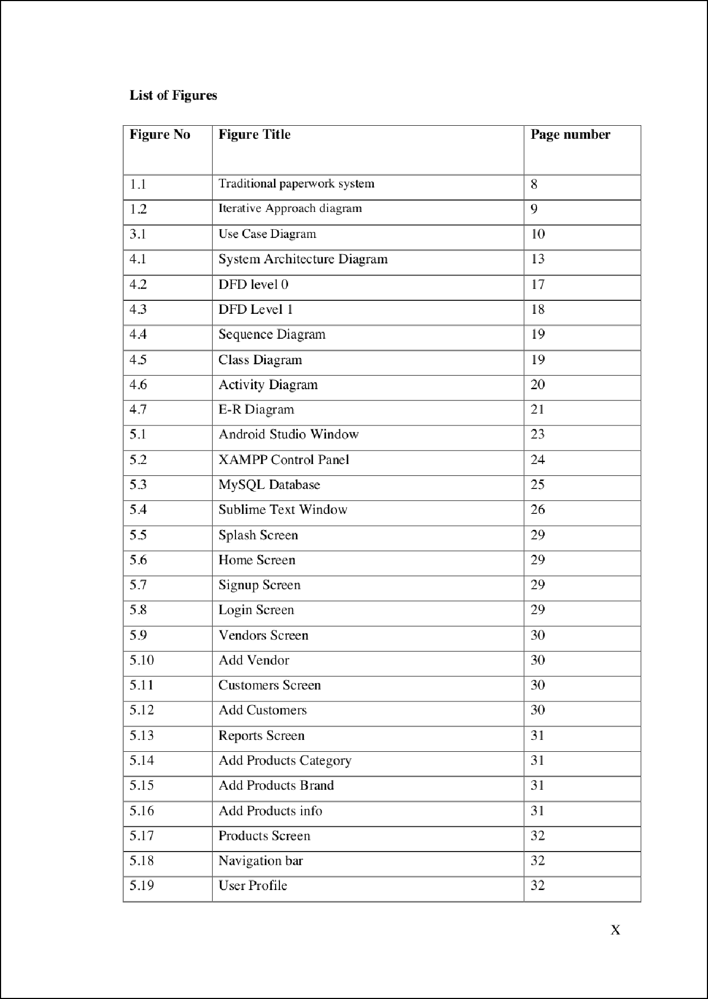 List of Figures
Figure No Figure Title Page number
1.1 Traditional paperwork system 8
1.2 Iterative Approach diagram 9
3.1 Use Case Diagram 10
4.1 System Architecture Diagram 13
4.2 DFD level 0 17
4.3 DFD Level 1 18
4.4 Sequence Diagram 19
4.5 Class Diagram 19
4.6 Activity Diagram 20
4.7 E-R Diagram 21
5.1 Android Studio Window 23
5.2 XAMPP Control Panel 24
5.3 MySQL Database 25
5.4 Sublime Text Window 26
5.5 Splash Screen 29
5.6 Home Screen 29
5.7 Signup Screen 29
5.8 Login Screen 29
5.9 Vendors Screen 30
5.10 Add Vendor 30
5.11 Customers Screen 30
5.12 Add Customers 30
5.13 Reports Screen 31
5.14 Add Products Category 31
5.15 Add Products Brand 31
5.16 Add Products info 31
5.17 Products Screen 32
5.18 Navigation bar 32
5.19 User Profile 32
X